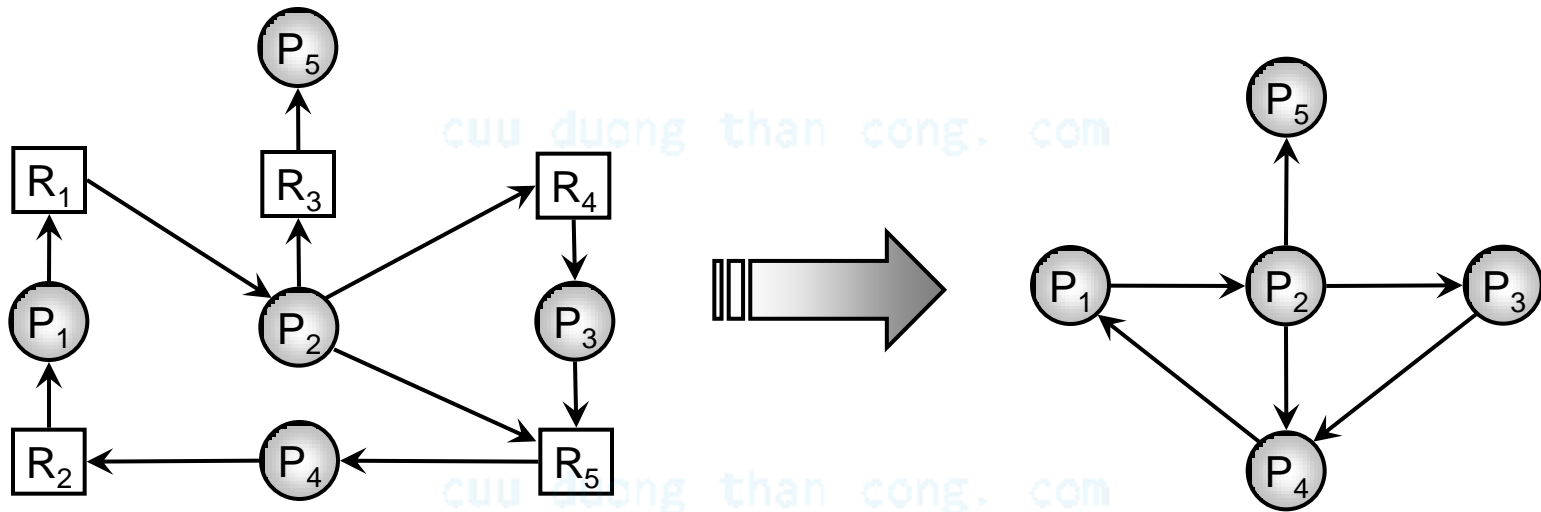 P5
P5
cuu duong than cong. com
R1
R3
R4
P1
P2
P3
P1
P2
P3
R2
P4
R5
P4
cuu duong than cong. com